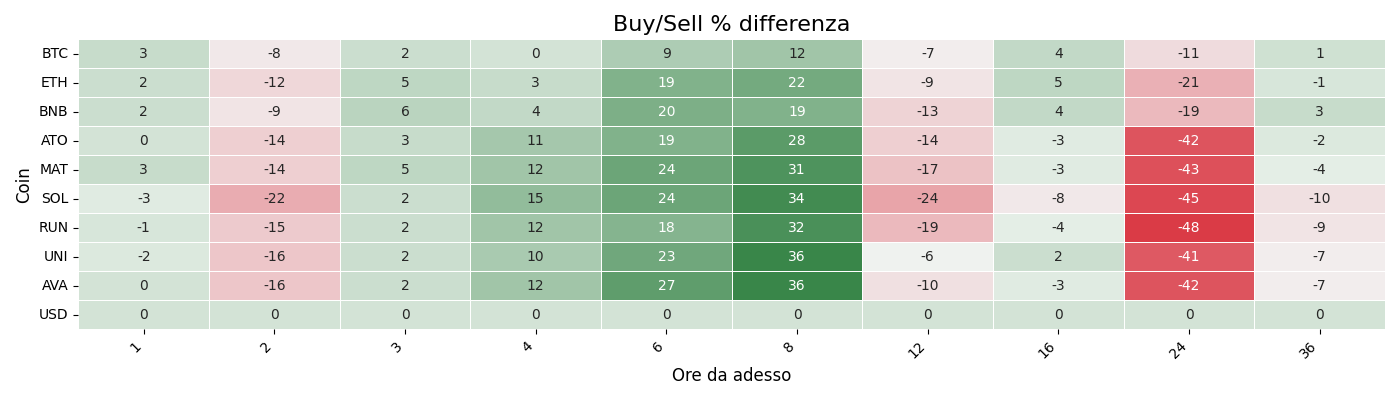 Buy/Sell % differenza
Coin
BTC 3 -8 2 0 9 12 -7 4 -11 1
ETH 2 -12 5 3 19 22 -9 5 -21 -1
BNB 2 -9 6 4 20 19 -13 4 -19 3
ATO 0 -14 3 11 19 28 -14 -3 -42 -2
MAT 3 -14 5 12 24 31 -17 -3 -43 -4
SOL -3 -22 2 15 24 34 -24 -8 -45 -10
RUN -1 -15 2 12 18 32 -19 -4 -48 -9
UNI -2 -16 2 10 23 36 -6 2 -41 -7
AVA 0 -16 2 12 27 36 -10 -3 -42 -7
USD 0 0 0 0 0 0 0 0 0 0
1 2 3 4 6 8 12 16 24 36
Ore da adesso